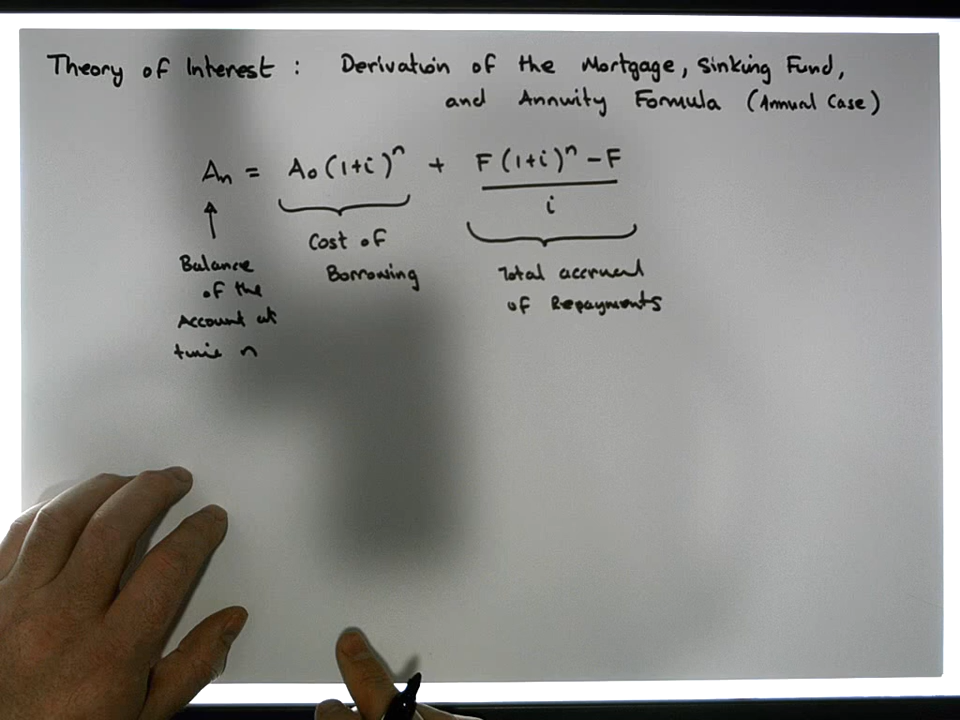 Theory of Interest : Derivation of the Mortgage, Sinking Fund,
and Annuity Formula (Annual Case)
Aₙ = A₀(1+i)ⁿ + (F(1+i)ⁿ − F) / i
Cost of
Borrowing
Total accrual
of Repayments
Balance
of the
Account at
time n